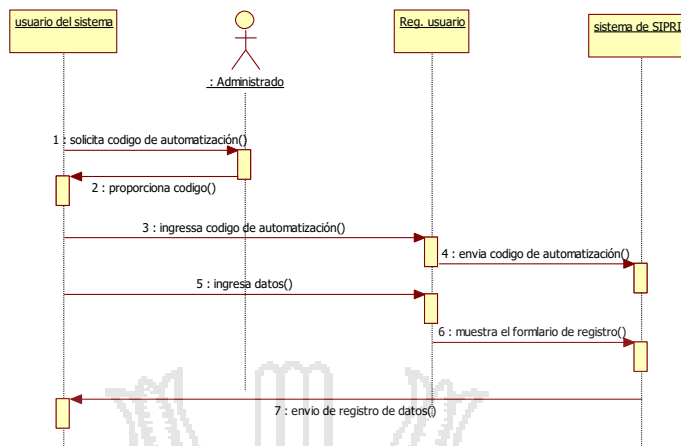 usuario del sistema
Reg. usuario
sistema de SIPRI
: Administrado
1 : solicita codigo de automatización()
2 : proporciona codigo()
3 : ingressa codigo de automatización()
4 : envia codigo de automatización()
5 : ingresa datos()
6 : muestra el formlario de registro()
7 : envio de registro de datos()